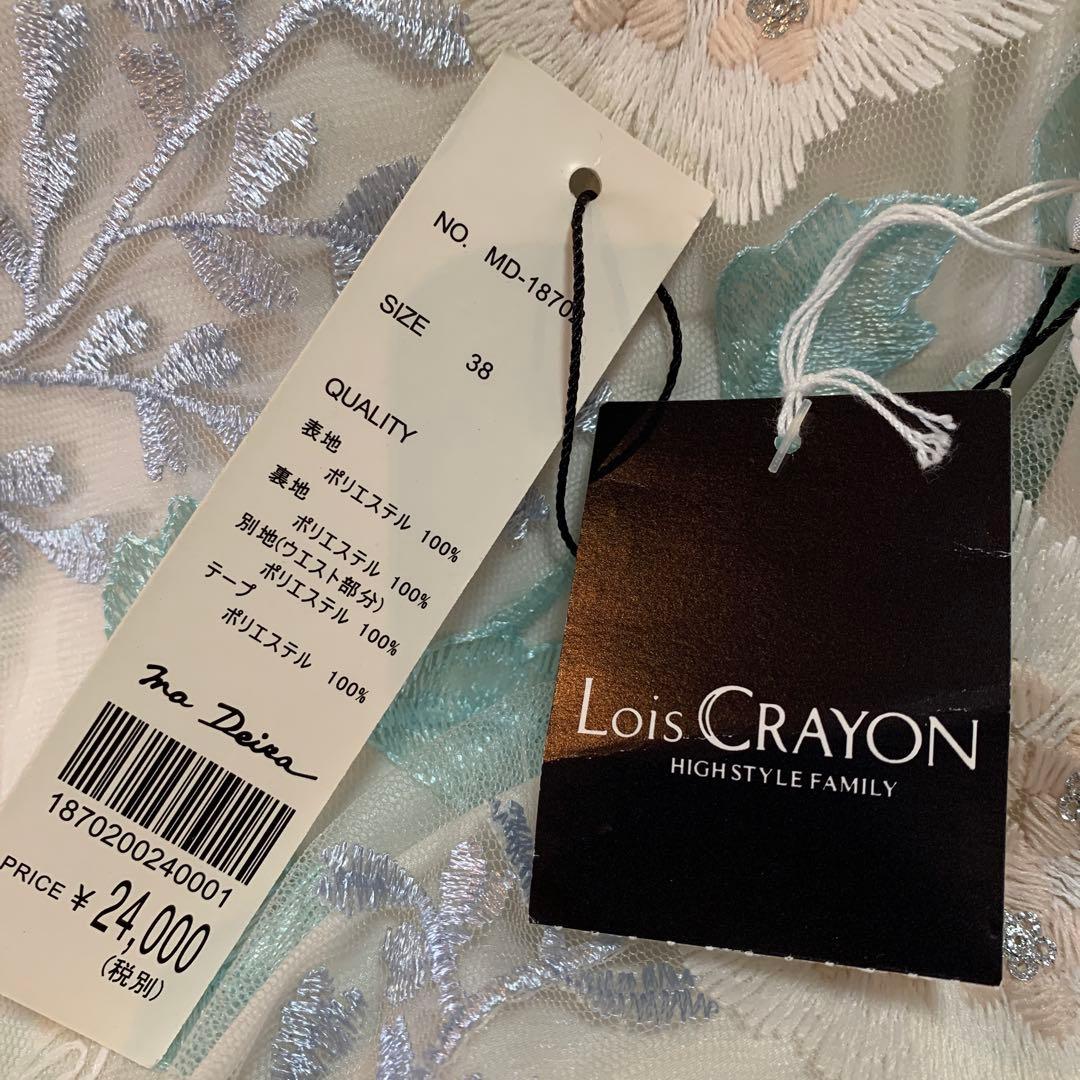 NO. MD-18702
SIZE 38
QUALITY
表地
ポリエステル 100%
裏地
ポリエステル 100%
別地(ウエスト部分)
ポリエステル 100%
テープ
ポリエステル 100%
Ma Deira
1870200240001
PRICE ¥ 24,000
(税別)
Lois CRAYON
HIGH STYLE FAMILY